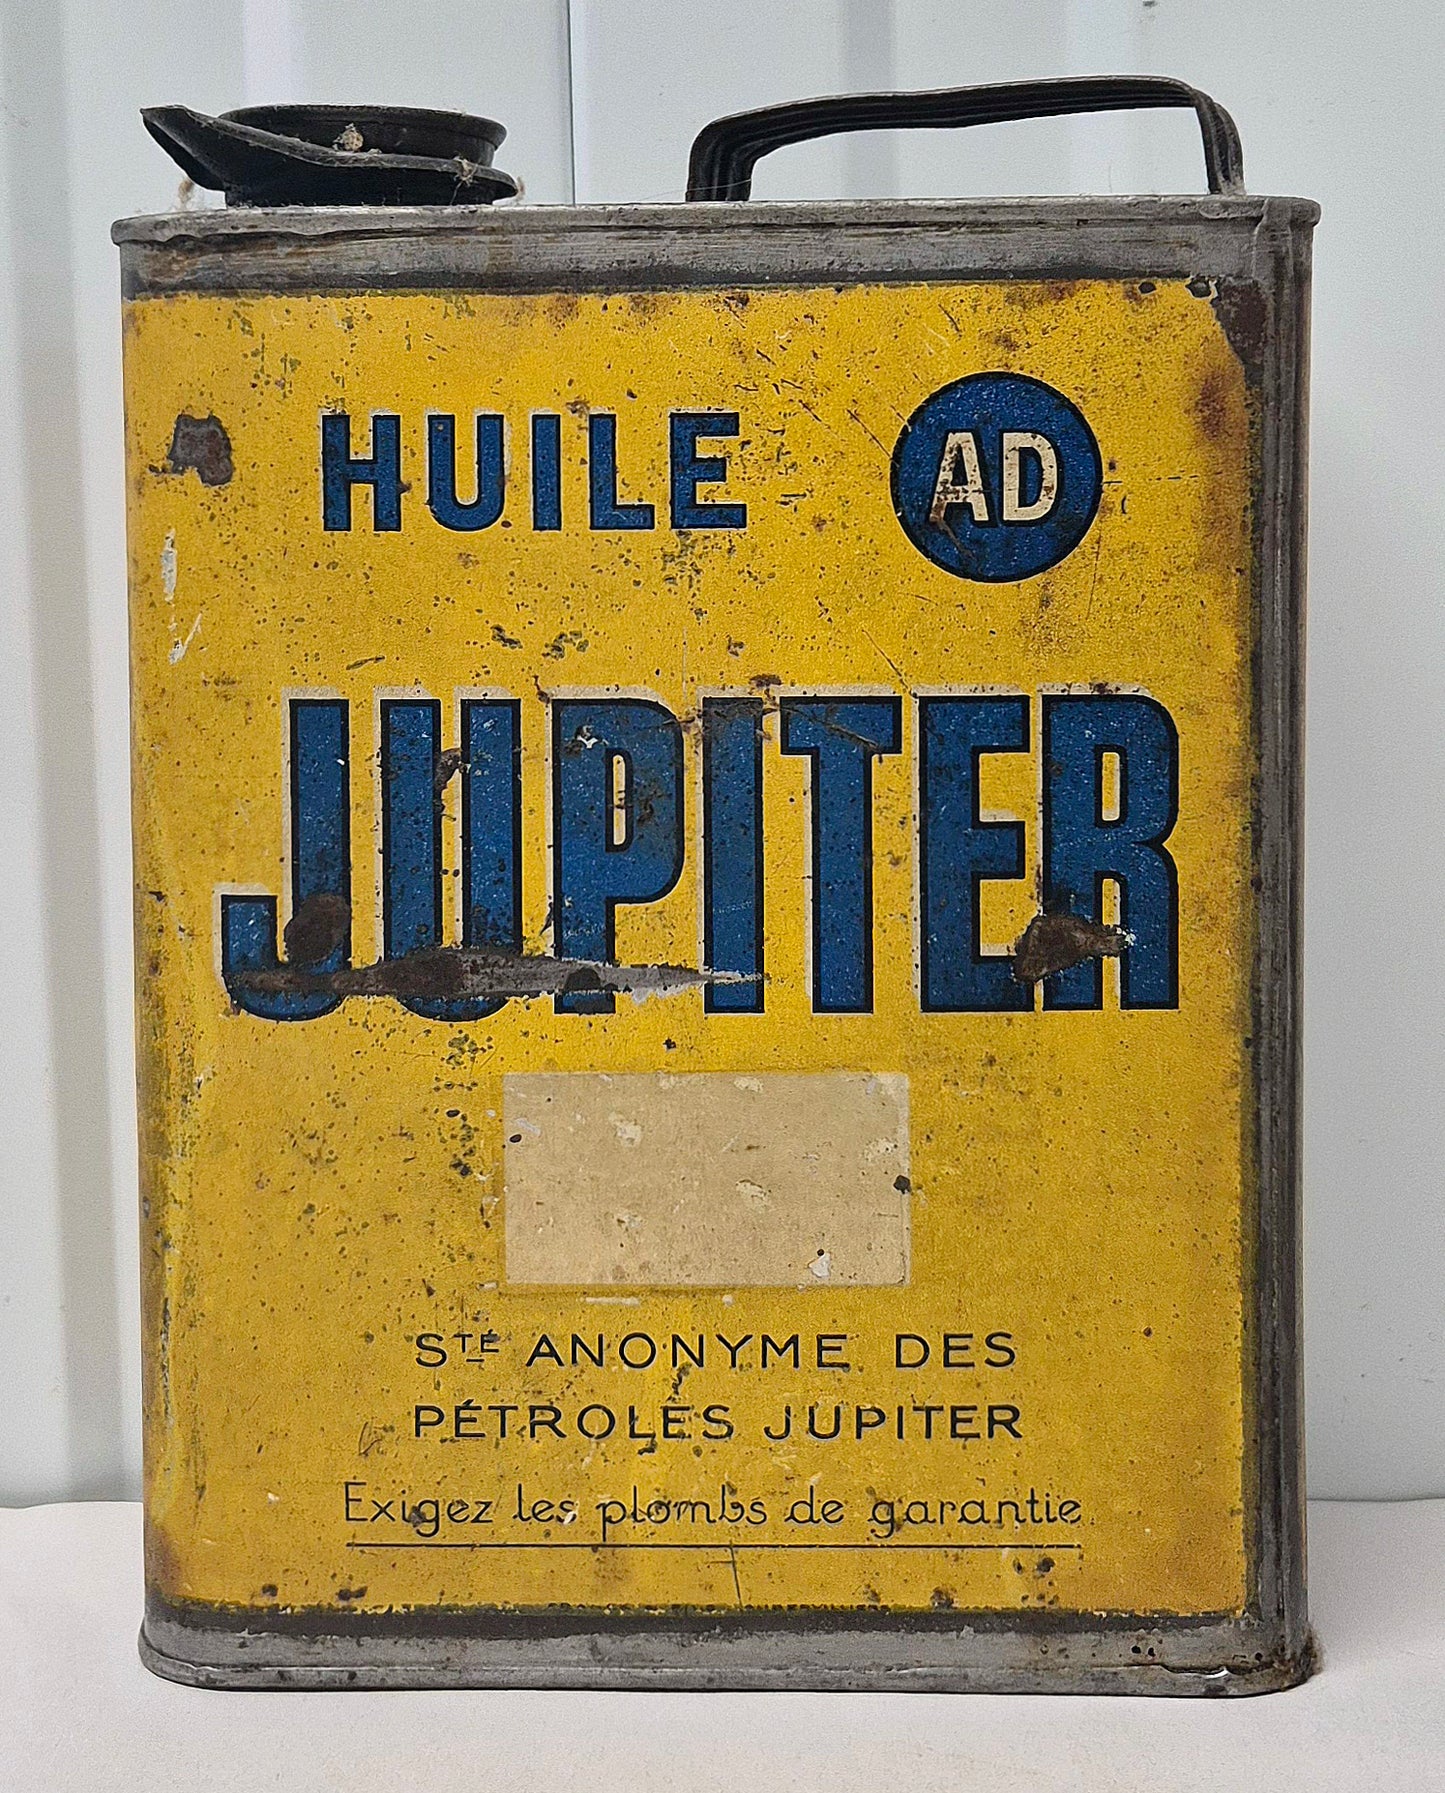 HUILE AD
JUPITER
STÉ ANONYME DES
PÉTROLES JUPITER
Exigez les plombs de garantie